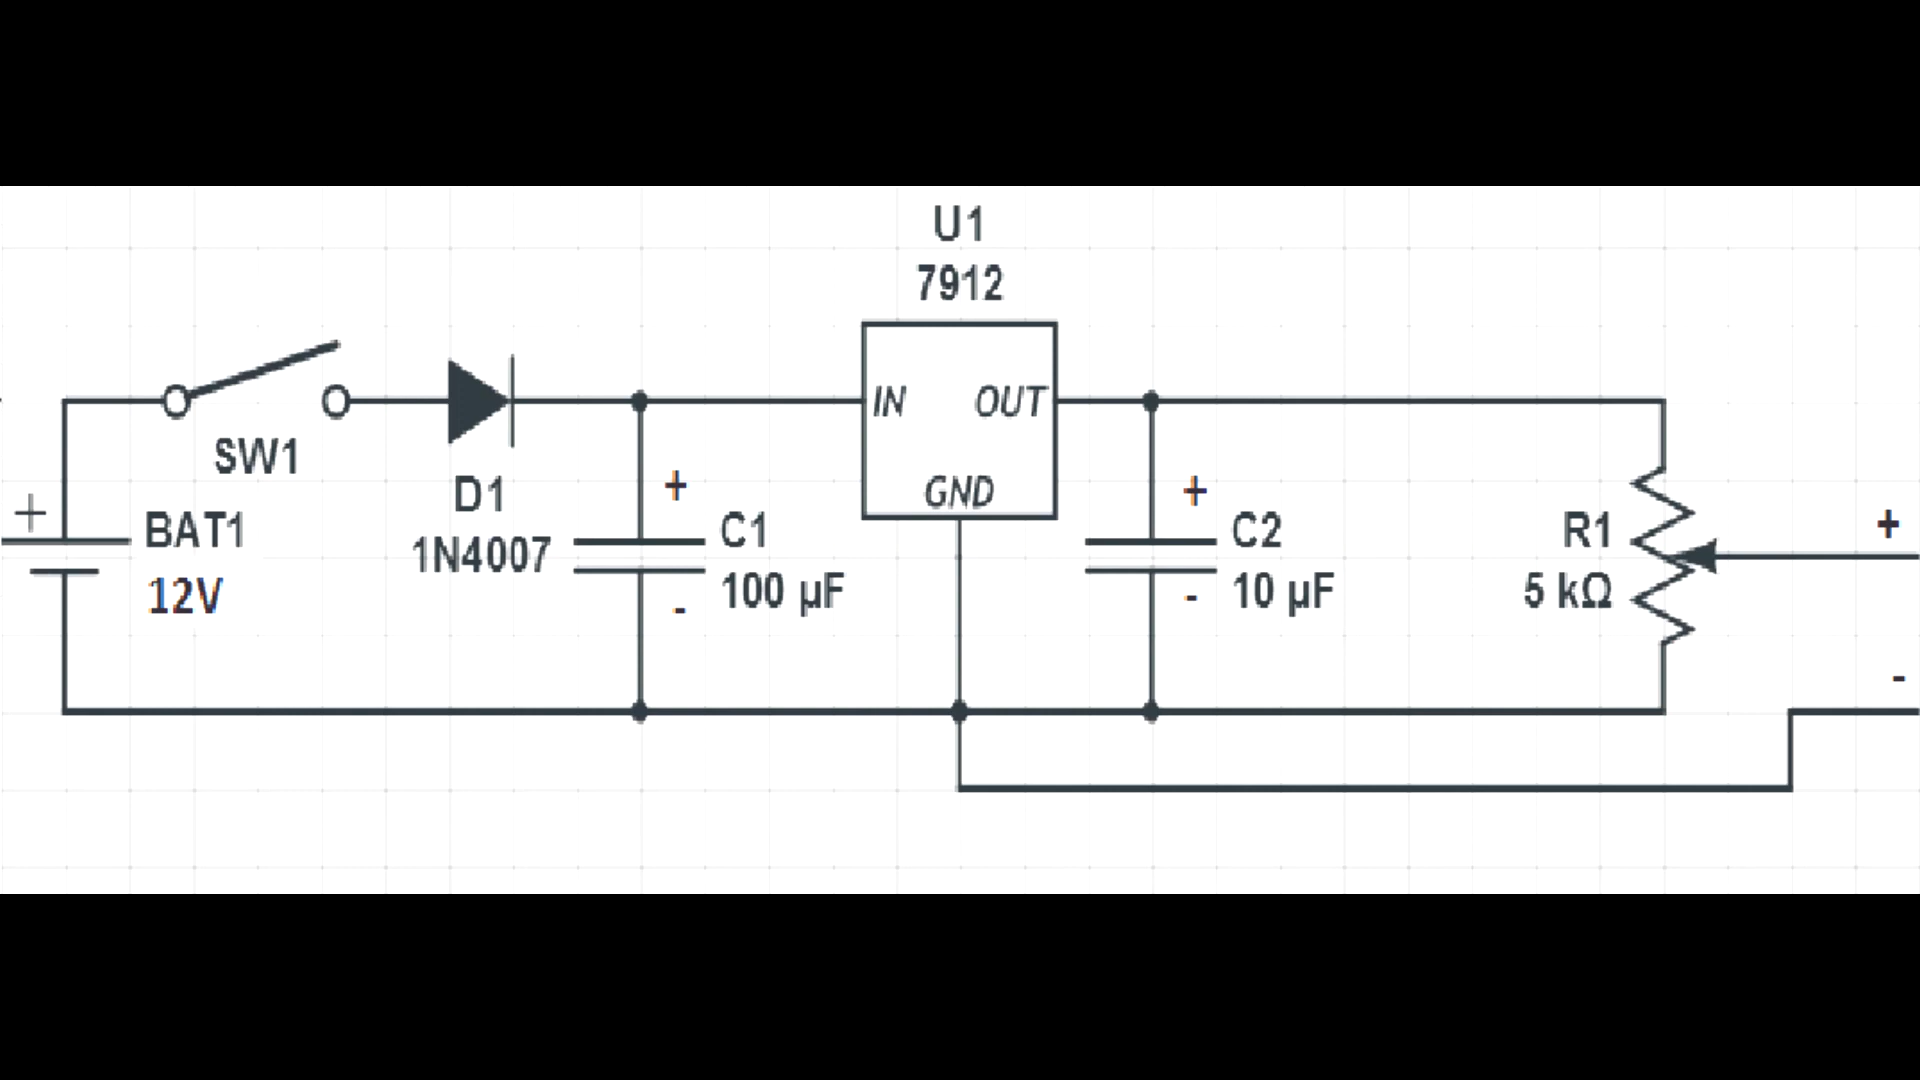 U1
7912
IN OUT
GND
SW1
D1
1N4007
+
BAT1
12V
+
C1
100 µF
-
+
C2
10 µF
-
R1
5 kΩ
+
-